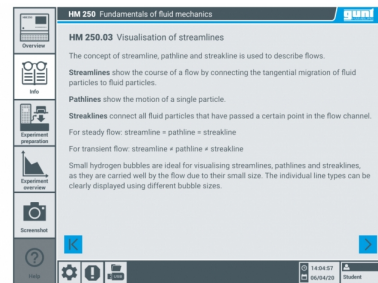 HM 250 Fundamentals of fluid mechanics
gunt
Overview
Info
Experiment
preparation
Experiment
overview
Screenshot
Help
HM 250.03 Visualisation of streamlines
The concept of streamline, pathline and streakline is used to describe flows.
Streamlines show the course of a flow by connecting the tangential migration of fluid
particles to fluid particles.
Pathlines show the motion of a single particle.
Streaklines connect all fluid particles that have passed a certain point in the flow channel.
For steady flow: streamline = pathline = streakline
For transient flow: streamline ≠ pathline ≠ streakline
Small hydrogen bubbles are ideal for visualising streamlines, pathlines and streaklines,
as they are carried well by the flow due to their small size. The individual line types can be
clearly displayed using different bubble sizes.
14:04:57
06/04/20
Student